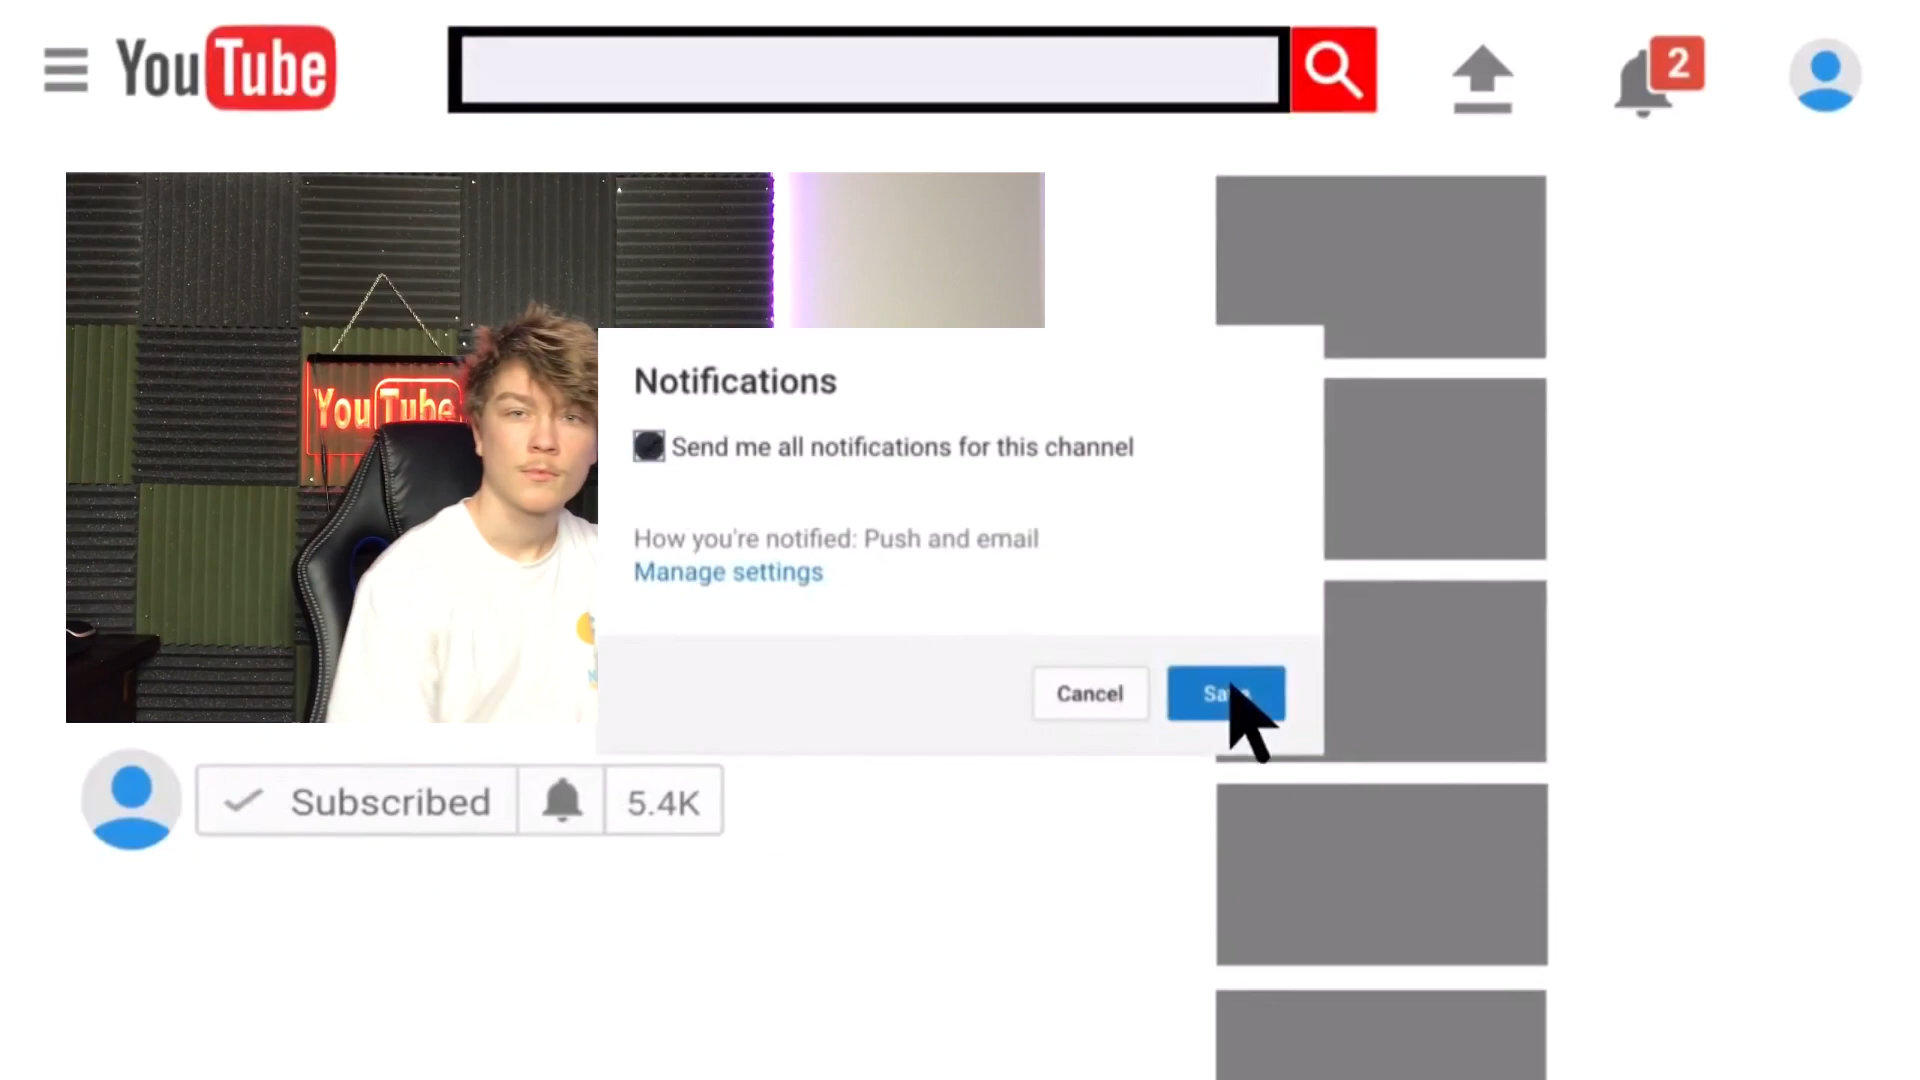 YouTube
2
YouTube
Notifications
Send me all notifications for this channel
How you're notified: Push and email
Manage settings
Cancel
Save
Subscribed
5.4K